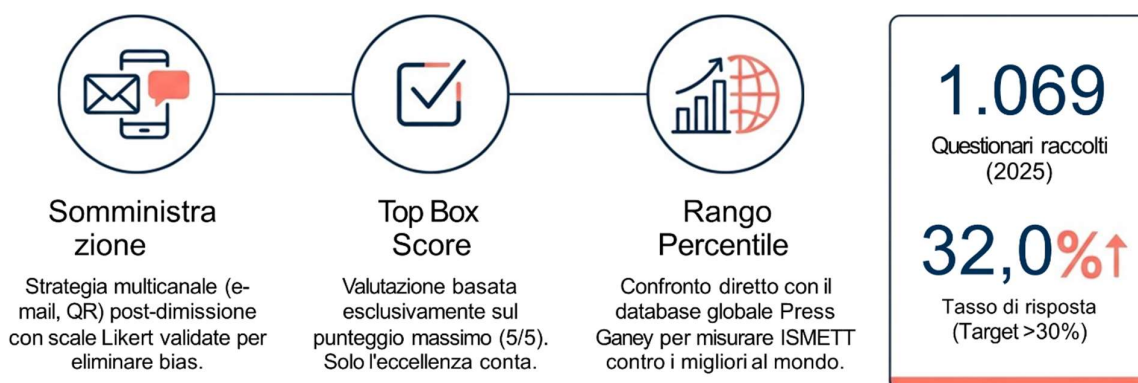 Somministra
zione
Strategia multicanale (e-
mail, QR) post-dimissione
con scale Likert validate per
eliminare bias.
Top Box
Score
Valutazione basata
esclusivamente sul
punteggio massimo (5/5).
Solo l'eccellenza conta.
Rango
Percentile
Confronto diretto con il
database globale Press
Ganey per misurare ISMETT
contro i migliori al mondo.
1.069
Questionari raccolti
(2025)
32,0%↑
Tasso di risposta
(Target >30%)